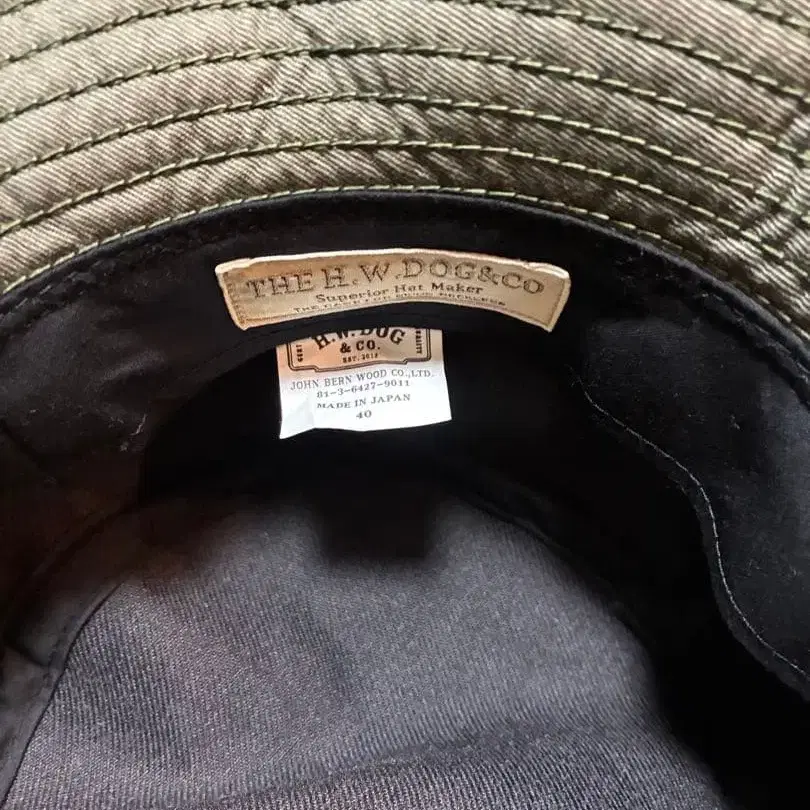 THE H.W.DOG&CO
Superior Hat Maker
THE
H.W.DOG
& CO.
EST. 2012
JOHN BERN WOOD CO.,LTD.
81-3-6427-9011
MADE IN JAPAN
40